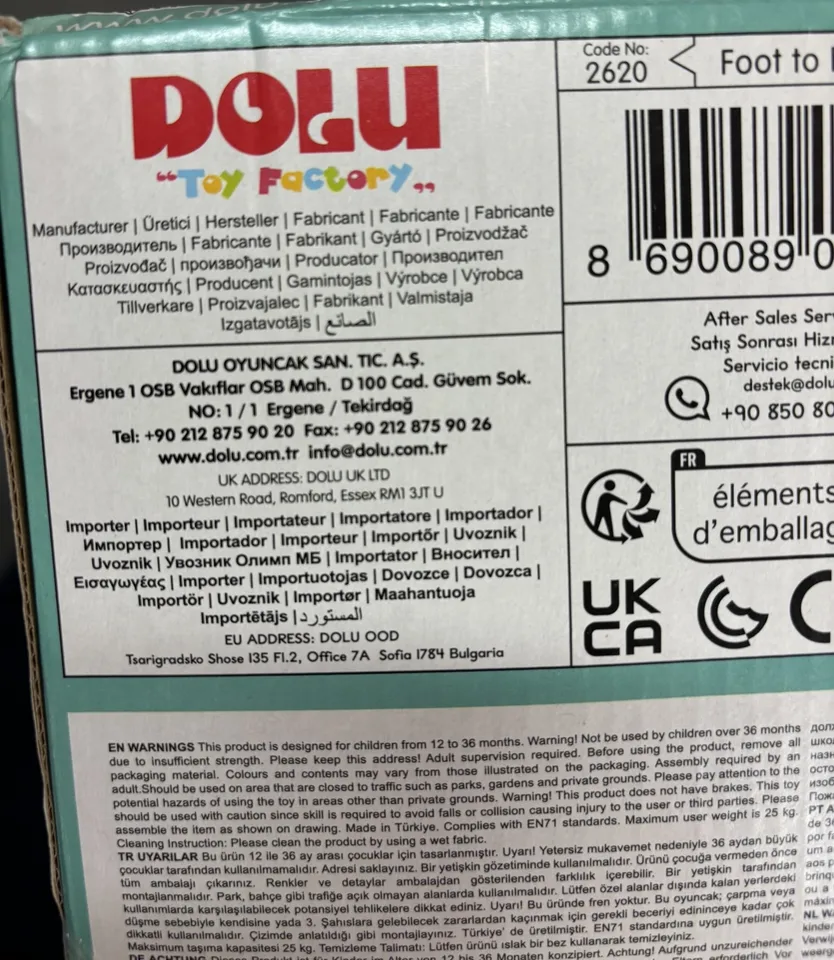 DOLU
"Toy Factory"
Manufacturer | Üretici | Hersteller | Fabricant | Fabricante | Fabricante
Производитель | Fabricante | Fabrikant | Gyártó | Proizvodžač
Proizvođač | произвођачи | Producator | Производител
Κατασκευαστής | Producent | Gamintojas | Výrobce | Výrobca
Tillverkare | Proizvajalec | Fabrikant | Valmistaja
Izgatavotājs | الصانع
DOLU OYUNCAK SAN. TIC. A.Ş.
Ergene 1 OSB Vakıflar OSB Mah. D 100 Cad. Güvem Sok.
NO: 1 / 1 Ergene / Tekirdağ
Tel: +90 212 875 90 20 Fax: +90 212 875 90 26
www.dolu.com.tr info@dolu.com.tr
UK ADDRESS: DOLU UK LTD
10 Western Road, Romford, Essex RM1 3JT U
Importer | Importeur | Importateur | Importatore | Importador |
Импортер | Importador | Importeur | Importőr | Uvoznik |
Uvoznik | Увозник Олимп МБ | Importator | Вносител |
Εισαγωγέας | Importer | Importuotojas | Dovozce | Dovozca |
Importör | Uvoznik | Importør | Maahantuoja
Importētājs | المستورد
EU ADDRESS: DOLU OOD
Tsarigradsko Shose 135 Fl.2, Office 7A Sofia 1784 Bulgaria
Code No:
2620
Foot to
8 690089 0
After Sales Ser
Satış Sonrası Hiz
Servicio tecni
destek@dolu
+90 850 80
FR
éléments
d'emballag
UK
CA
EN WARNINGS This product is designed for children from 12 to 36 months. Warning! Not be used by children over 36 months
due to insufficient strength. Please keep this address! Adult supervision required. Before using the product, remove all
packaging material. Colours and contents may vary from those illustrated on the packaging. Assembly required by an
adult.Should be used on area that are closed to traffic such as parks, gardens and private grounds. Please pay attention to the
potential hazards of using the toy in areas other than private grounds. Warning! This product does not have brakes. This toy
should be used with caution since skill is required to avoid falls or collision causing injury to the user or third parties. Please
assemble the item as shown on drawing. Made in Türkiye. Complies with EN71 standards. Maximum user weight is 25 kg.
Cleaning Instruction: Please clean the product by using a wet fabric.
TR UYARILAR Bu ürün 12 ile 36 ay arası çocuklar için tasarlanmıştır. Uyarı! Yetersiz mukavemet nedeniyle 36 aydan büyük
çocuklar tarafından kullanılmamalıdır. Adresi saklayınız. Bir yetişkin gözetiminde kullanılmalıdır. Ürünü çocuğa vermeden önce
tüm ambalajı çıkarınız. Renkler ve detaylar ambalajdan gösterilenden farklılık içerebilir. Bir yetişkin tarafından
montajlanmalıdır. Park, bahçe gibi trafiğe açık olmayan alanlarda kullanılmalıdır. Lütfen özel alanlar dışında kalan yerlerdeki
kullanımlarda karşılaşılabilecek potansiyel tehlikelere dikkat ediniz. Uyarı! Bu üründe fren yoktur. Bu oyuncak; çarpma veya
düşme sebebiyle kendisine yada 3. Şahıslara gelebilecek zararlardan kaçınmak için gerekli beceriyi edininceye kadar çok
dikkatli kullanılmalıdır. Çizimde anlatıldığı gibi montajlayınız. Türkiye' de üretilmiştir. EN71 standardına uygun üretilmiştir.
Maksimum taşıma kapasitesi 25 kg. Temizleme Talimatı: Lütfen ürünü ıslak bir bez kullanarak temizleyiniz.